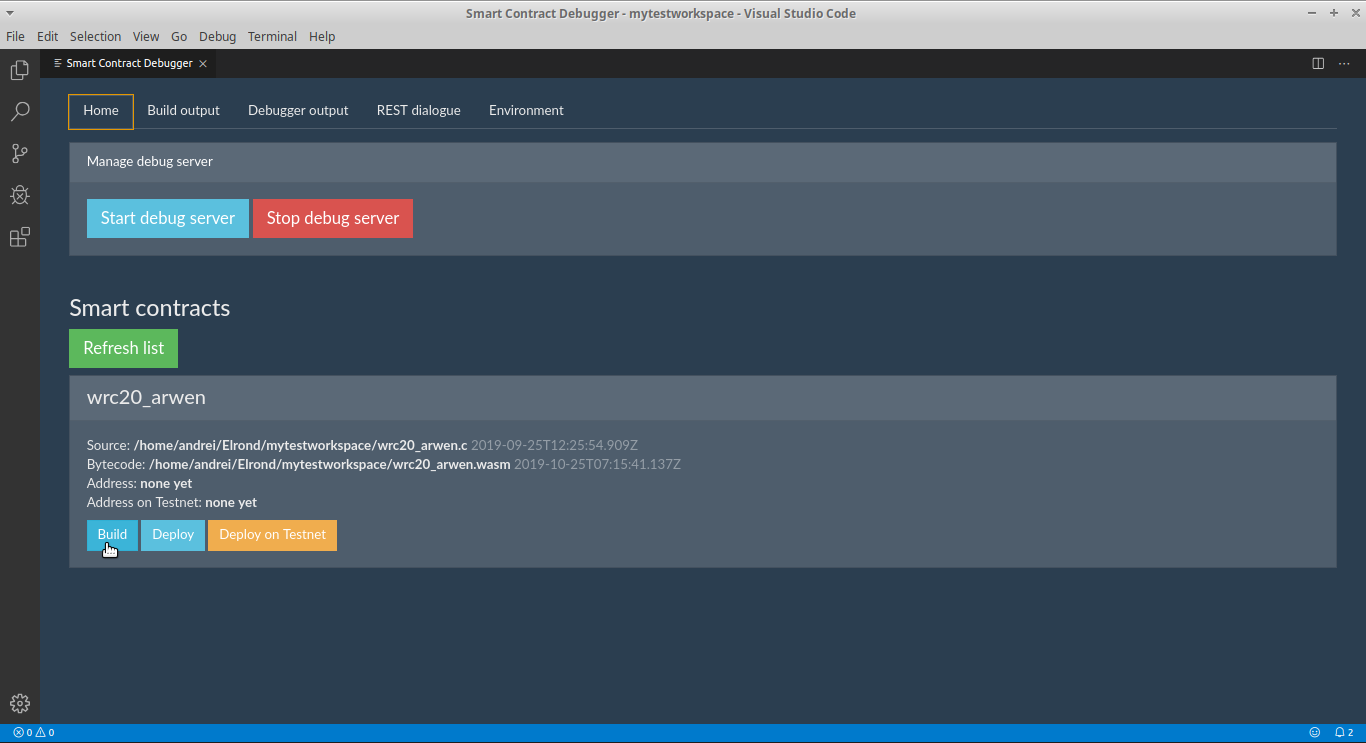 Smart Contract Debugger - mytestworkspace - Visual Studio Code
File Edit Selection View Go Debug Terminal Help
Smart Contract Debugger
Home Build output Debugger output REST dialogue Environment
Manage debug server
Start debug server Stop debug server
Smart contracts
Refresh list
wrc20_arwen
Source: /home/andrei/Elrond/mytestworkspace/wrc20_arwen.c 2019-09-25T12:25:54.909Z
Bytecode: /home/andrei/Elrond/mytestworkspace/wrc20_arwen.wasm 2019-10-25T07:15:41.137Z
Address: none yet
Address on Testnet: none yet
Build Deploy Deploy on Testnet
0 0 2